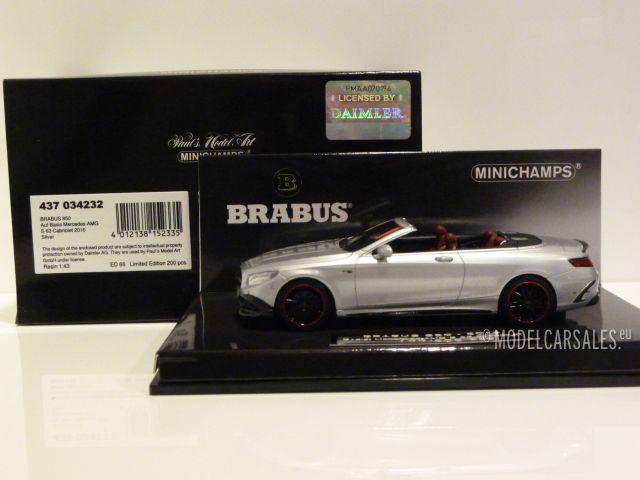 EMAA020194
LICENSED BY
DAIMLER
Paul's Model Art
MINICHAMPS
437 034232
BRABUS 850
Auf Basis Mercedes-AMG
S 63 Cabriolet 2016
Silver
4 012138 152335
The design of the enclosed product are subject to intellectual property
protection owned by Daimler AG. They are used by Paul's Model Art
GmbH under license.
Resin 1:43
ED 66 Limited Edition 200 pcs.
B
BRABUS
MINICHAMPS
BRABUS 850
© MODELCARSALES.eu